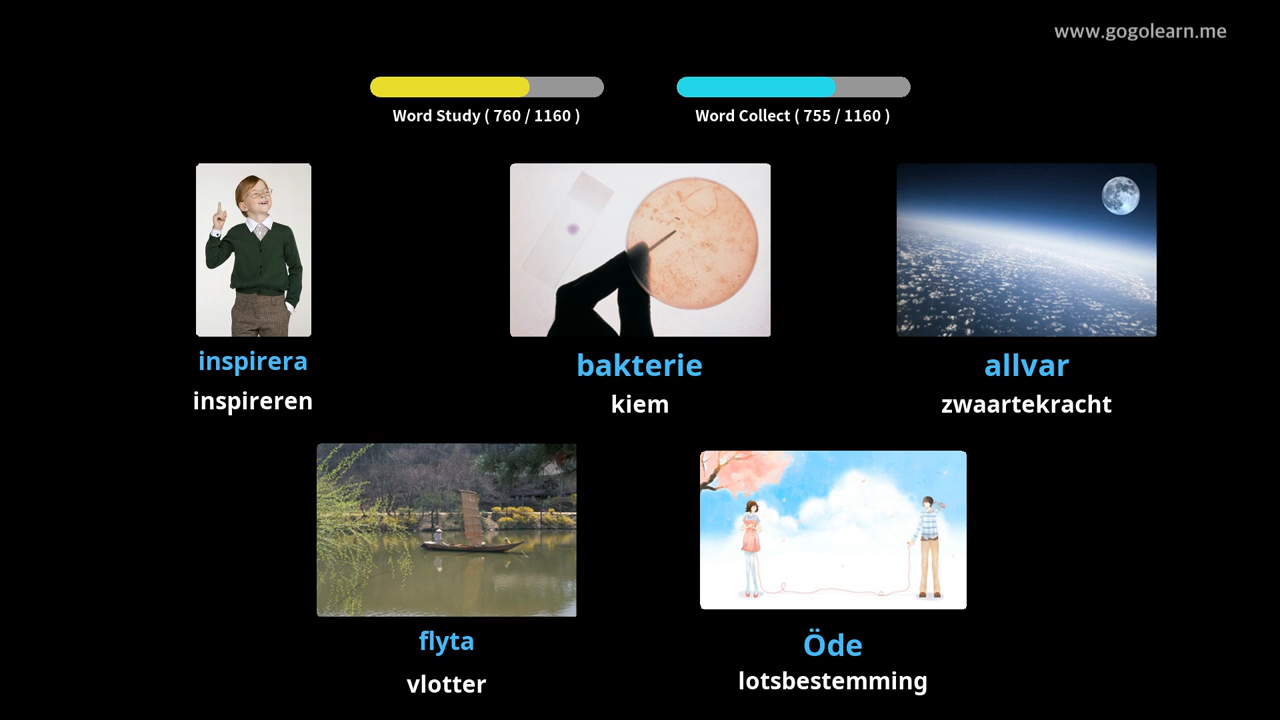 www.gogolearn.me
Word Study ( 760 / 1160 )
Word Collect ( 755 / 1160 )
inspirera
inspireren
bakterie
kiem
allvar
zwaartekracht
flyta
vlotter
Öde
lotsbestemming